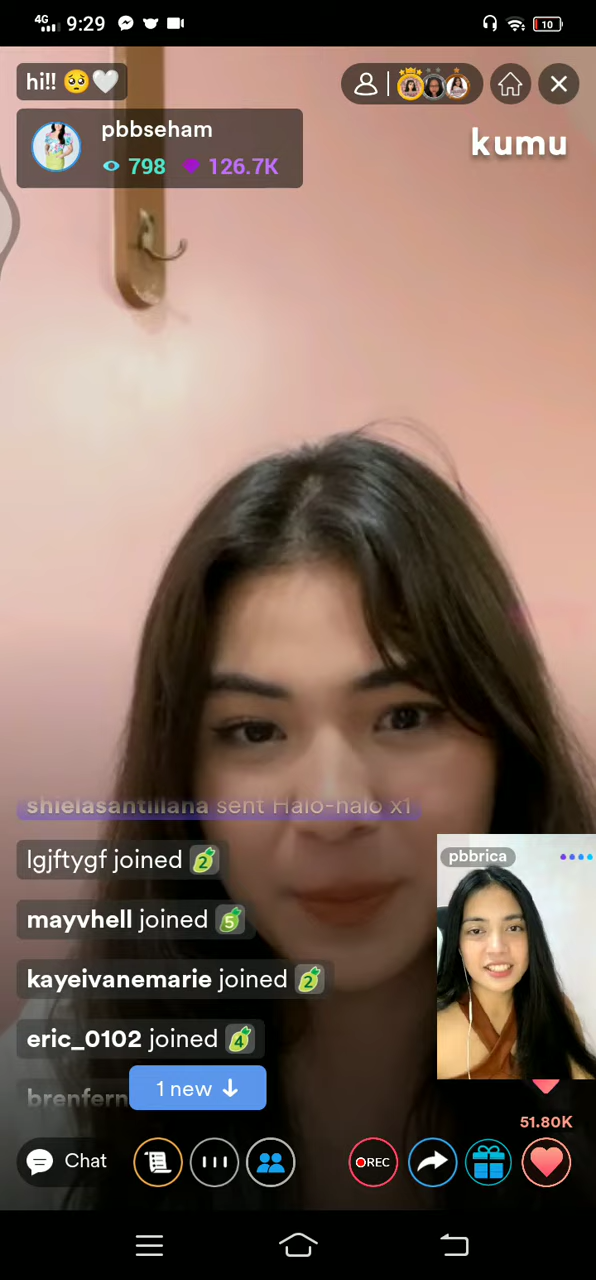 4G 9:29 10
hi!! 🥺🤍
pbbseham
798 126.7K
kumu
shielasantillana sent Halo-halo x1
lgjftygf joined 2
mayvhell joined 5
kayeivanemarie joined 2
eric_0102 joined 4
brenfern
1 new ↓
pbbrica
51.80K
Chat
REC